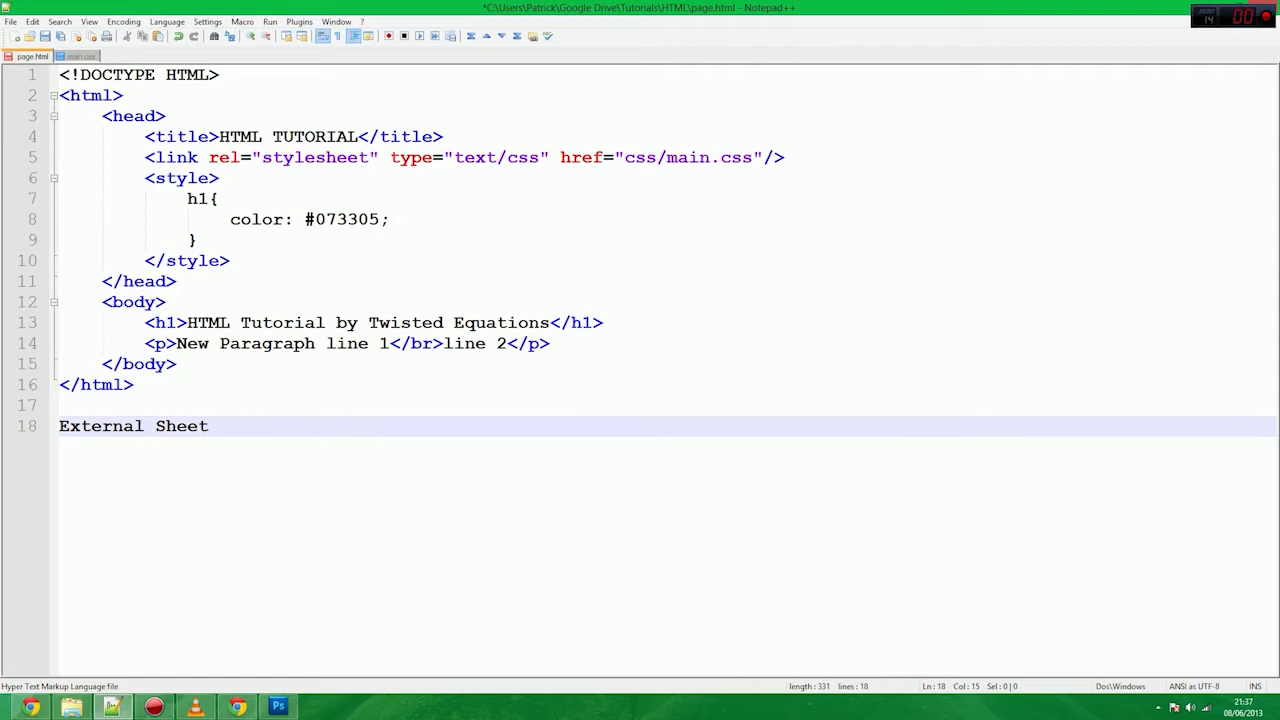 *C:\Users\Patrick\Google Drive\Tutorials\HTML\page.html - Notepad++
File Edit Search View Encoding Language Settings Macro Run Plugins Window ?
14 00
page.html main.css
1 <!DOCTYPE HTML>
2 <html>
3 <head>
4 <title>HTML TUTORIAL</title>
5 <link rel="stylesheet" type="text/css" href="css/main.css"/>
6 <style>
7 h1{
8 color: #073305;
9 }
10 </style>
11 </head>
12 <body>
13 <h1>HTML Tutorial by Twisted Equations</h1>
14 <p>New Paragraph line 1</br>line 2</p>
15 </body>
16 </html>
17
18 External Sheet
Hyper Text Markup Language file length : 331 lines : 18 Ln : 18 Col : 15 Sel : 0 | 0 Dos\Windows ANSI as UTF-8 INS
Ps
21:37
08/06/2013